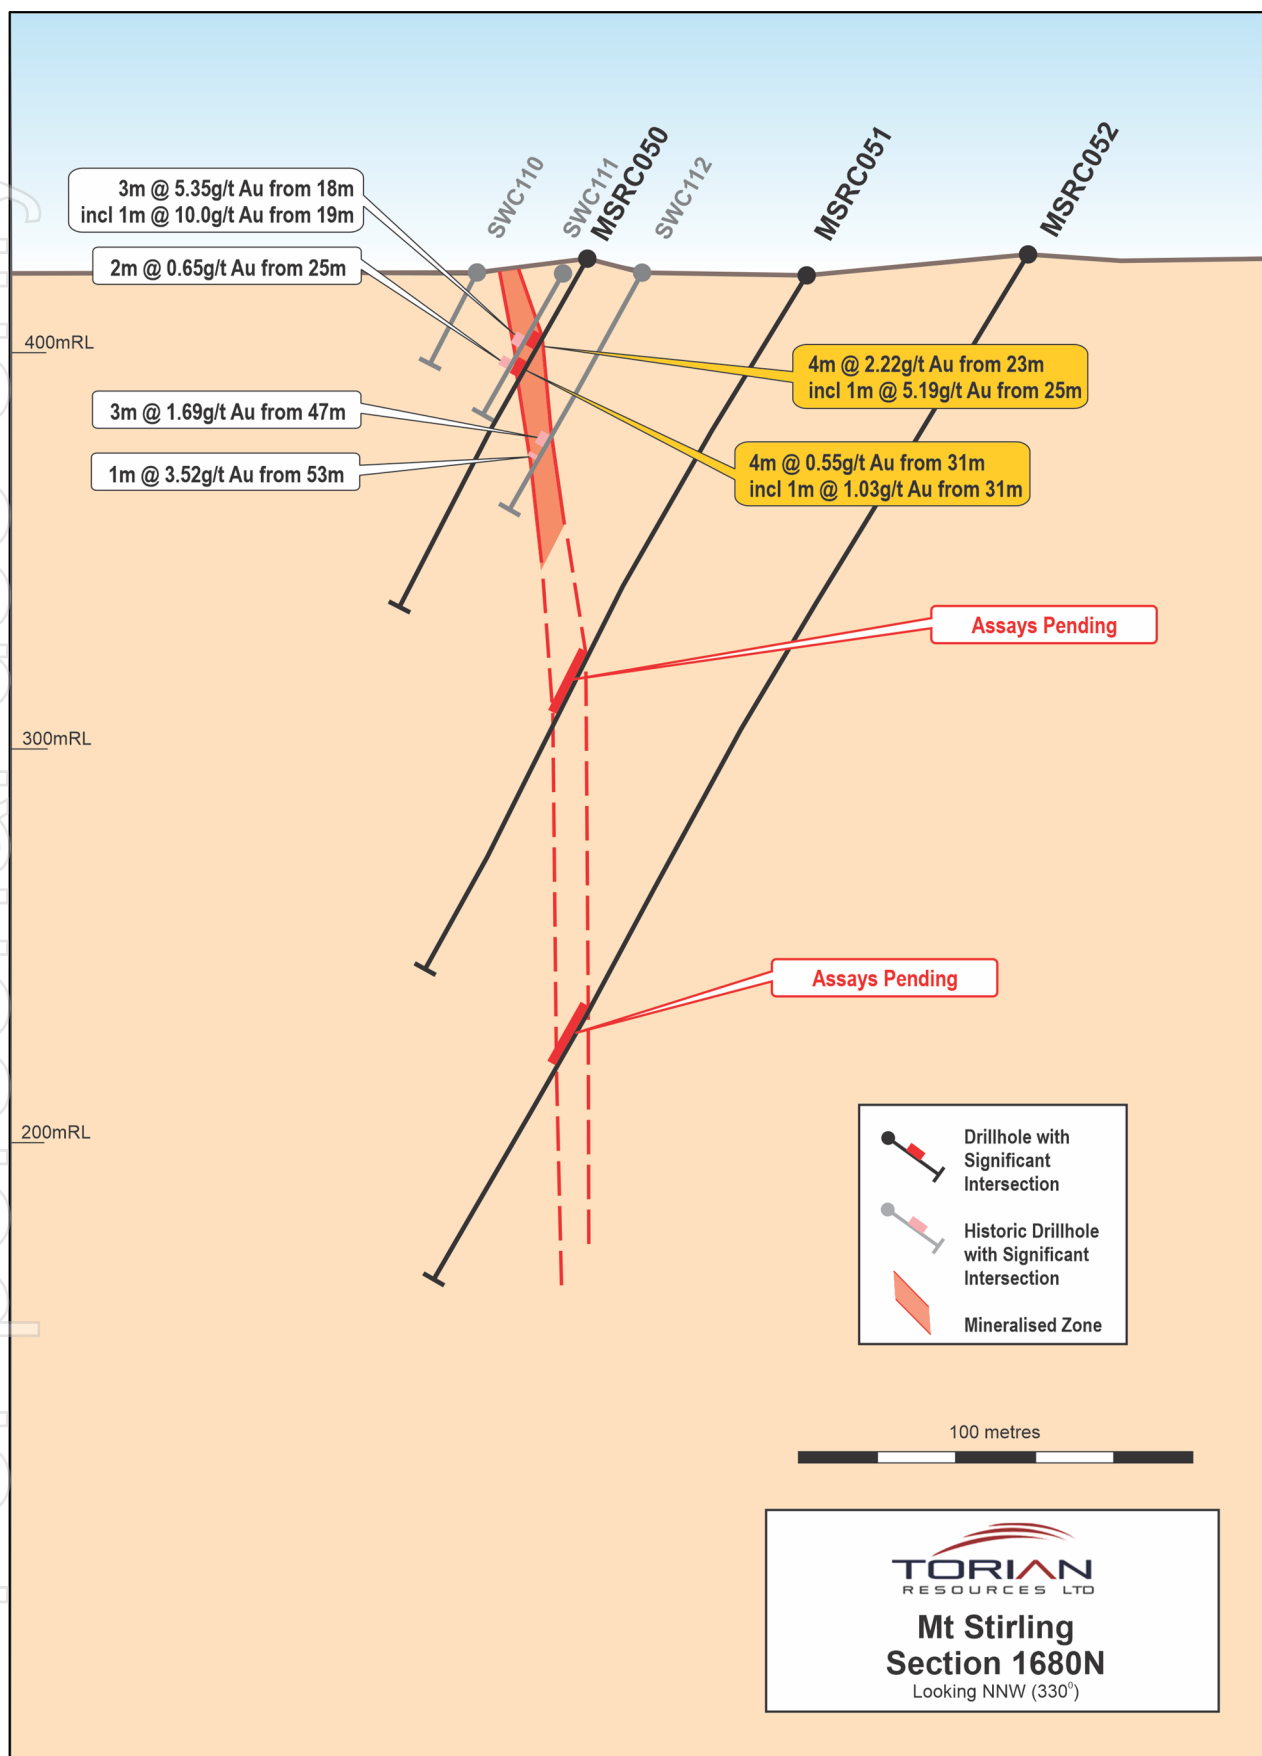 SWC110
SWC111
MSRC050
SWC112
MSRC051
MSRC052
3m @ 5.35g/t Au from 18m
incl 1m @ 10.0g/t Au from 19m
2m @ 0.65g/t Au from 25m
400mRL
4m @ 2.22g/t Au from 23m
incl 1m @ 5.19g/t Au from 25m
3m @ 1.69g/t Au from 47m
1m @ 3.52g/t Au from 53m
4m @ 0.55g/t Au from 31m
incl 1m @ 1.03g/t Au from 31m
Assays Pending
300mRL
Assays Pending
200mRL
Drillhole with
Significant
Intersection
Historic Drillhole
with Significant
Intersection
Mineralised Zone
100 metres
TORIAN
RESOURCES LTD
Mt Stirling
Section 1680N
Looking NNW (330⁰)